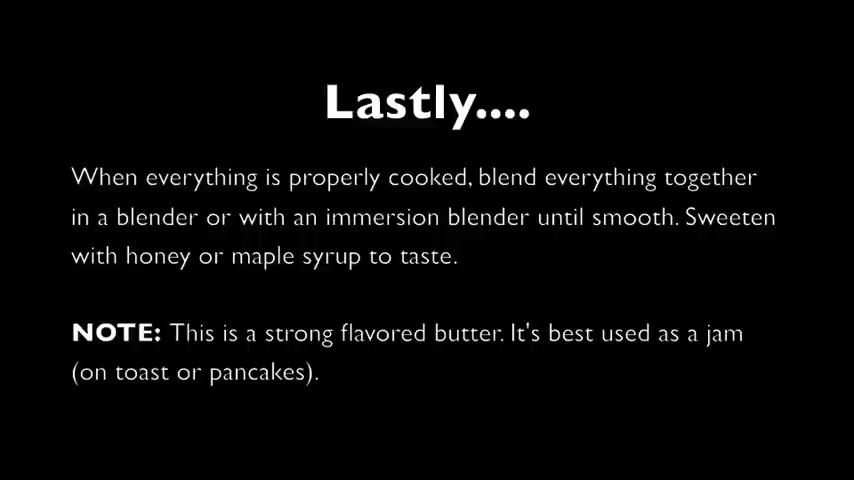 Lastly....
When everything is properly cooked, blend everything together
in a blender or with an immersion blender until smooth. Sweeten
with honey or maple syrup to taste.
NOTE: This is a strong flavored butter. It's best used as a jam
(on toast or pancakes).